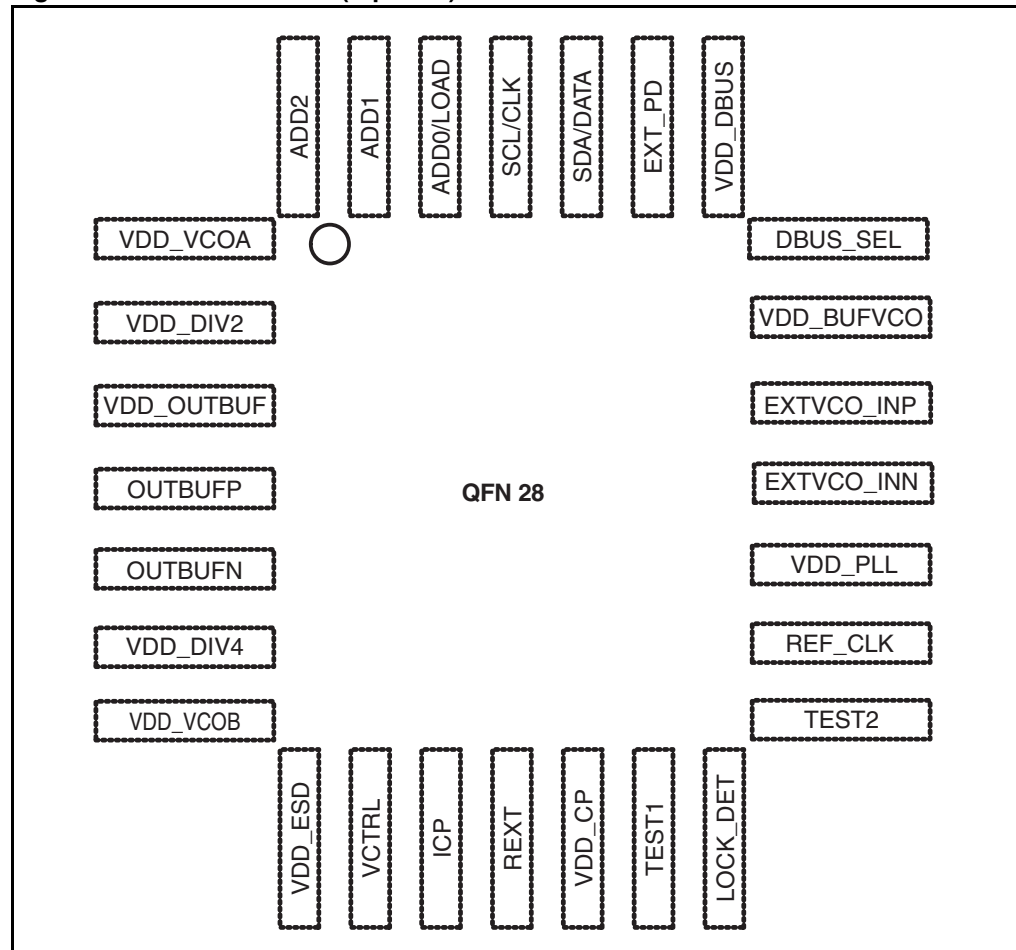 ADD2
ADD1
ADD0/LOAD
SCL/CLK
SDA/DATA
EXT_PD
VDD_DBUS
VDD_VCOA
DBUS_SEL
VDD_DIV2
VDD_BUFVCO
VDD_OUTBUF
EXTVCO_INP
OUTBUFP
QFN 28
EXTVCO_INN
OUTBUFN
VDD_PLL
VDD_DIV4
REF_CLK
VDD_VCOB
TEST2
VDD_ESD
VCTRL
ICP
REXT
VDD_CP
TEST1
LOCK_DET